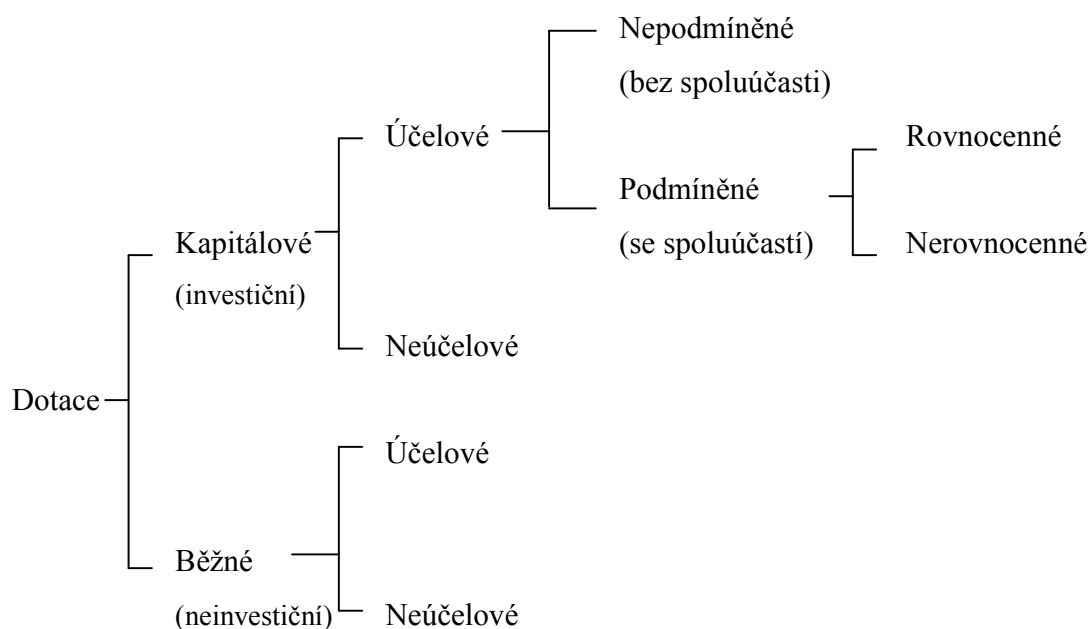 Nepodmíněné
(bez spoluúčasti)
Účelové
Rovnocenné
Podmíněné
Kapitálové
(se spoluúčastí)
Nerovnocenné
(investiční)
Neúčelové
Dotace
Účelové
Běžné
(neinvestiční)
Neúčelové